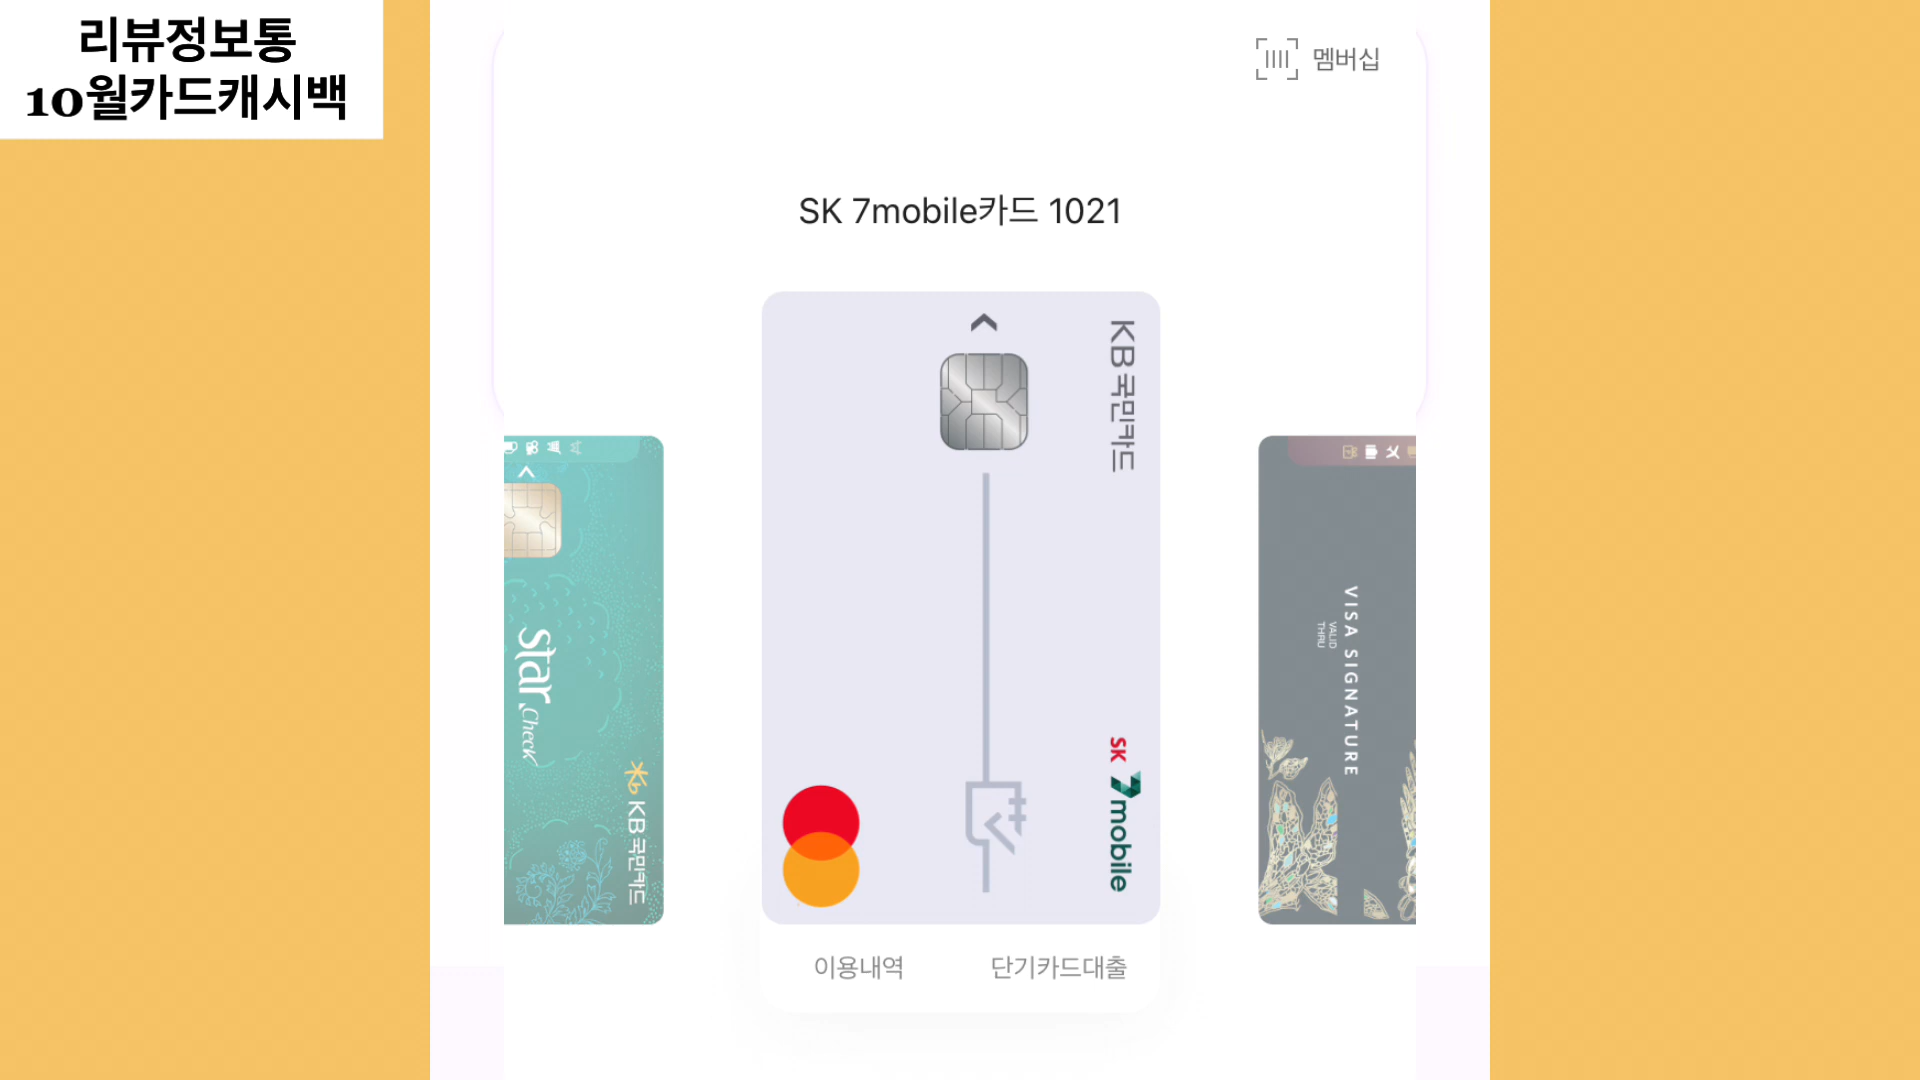 리뷰정보통
10월카드캐시백
멤버십
SK 7mobile카드 1021
KB국민카드
SK 7mobile
star Check
KB국민카드
VISA SIGNATURE
VALID
THRU
이용내역
단기카드대출